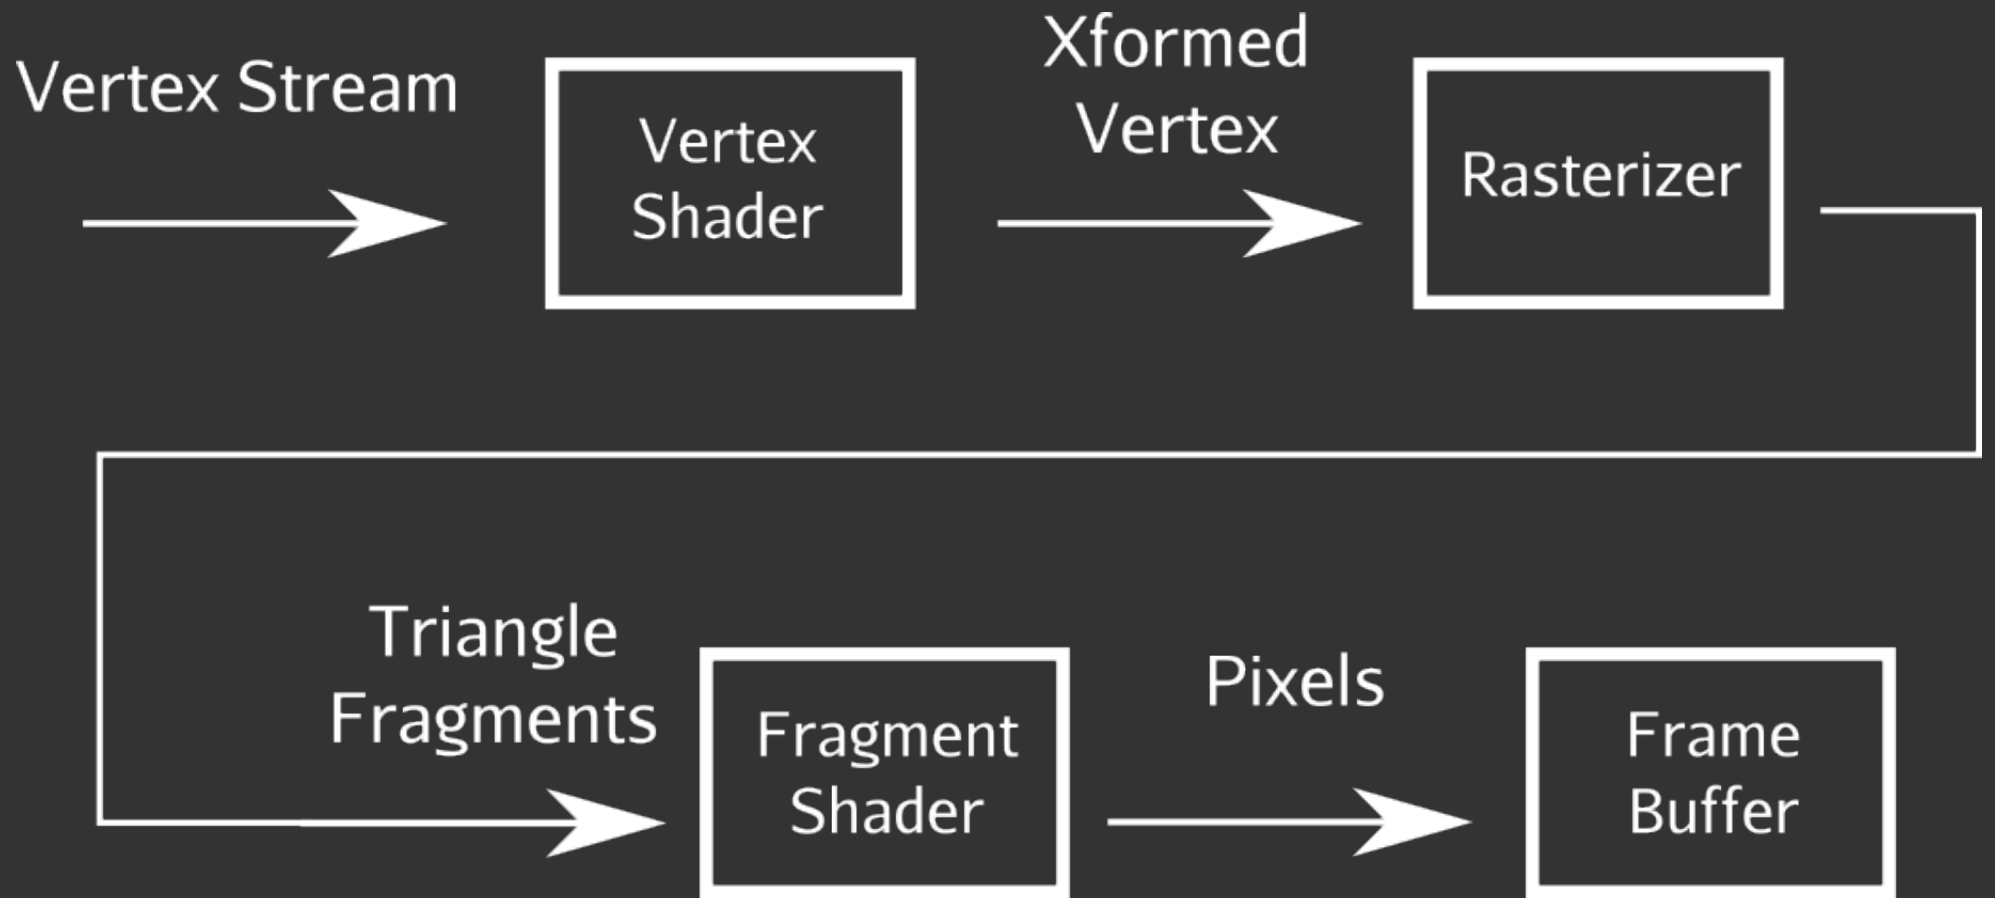 Vertex Stream
Vertex
Shader
Xformed
Vertex
Rasterizer
Triangle
Fragments
Fragment
Shader
Pixels
Frame
Buffer